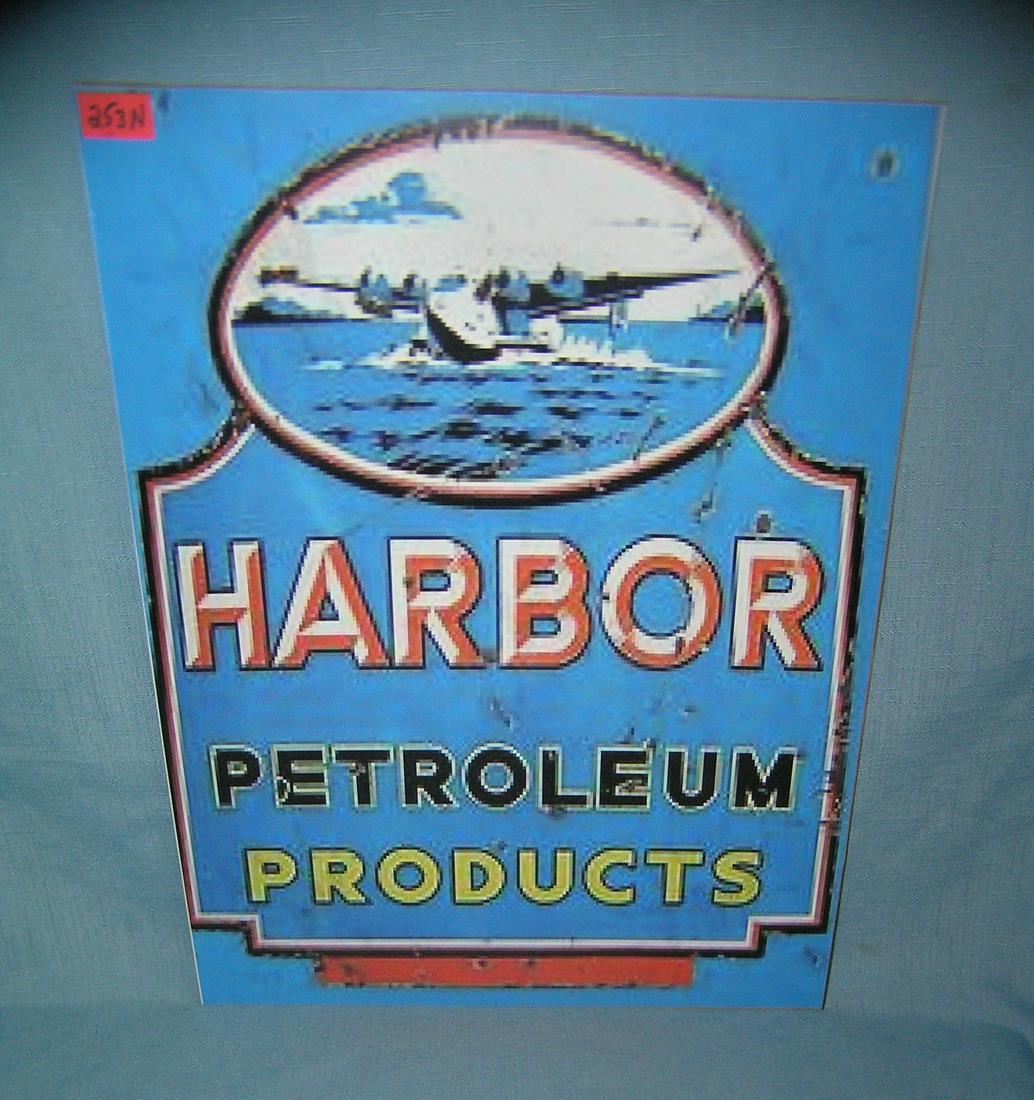 253N
HARBOR
PETROLEUM
PRODUCTS